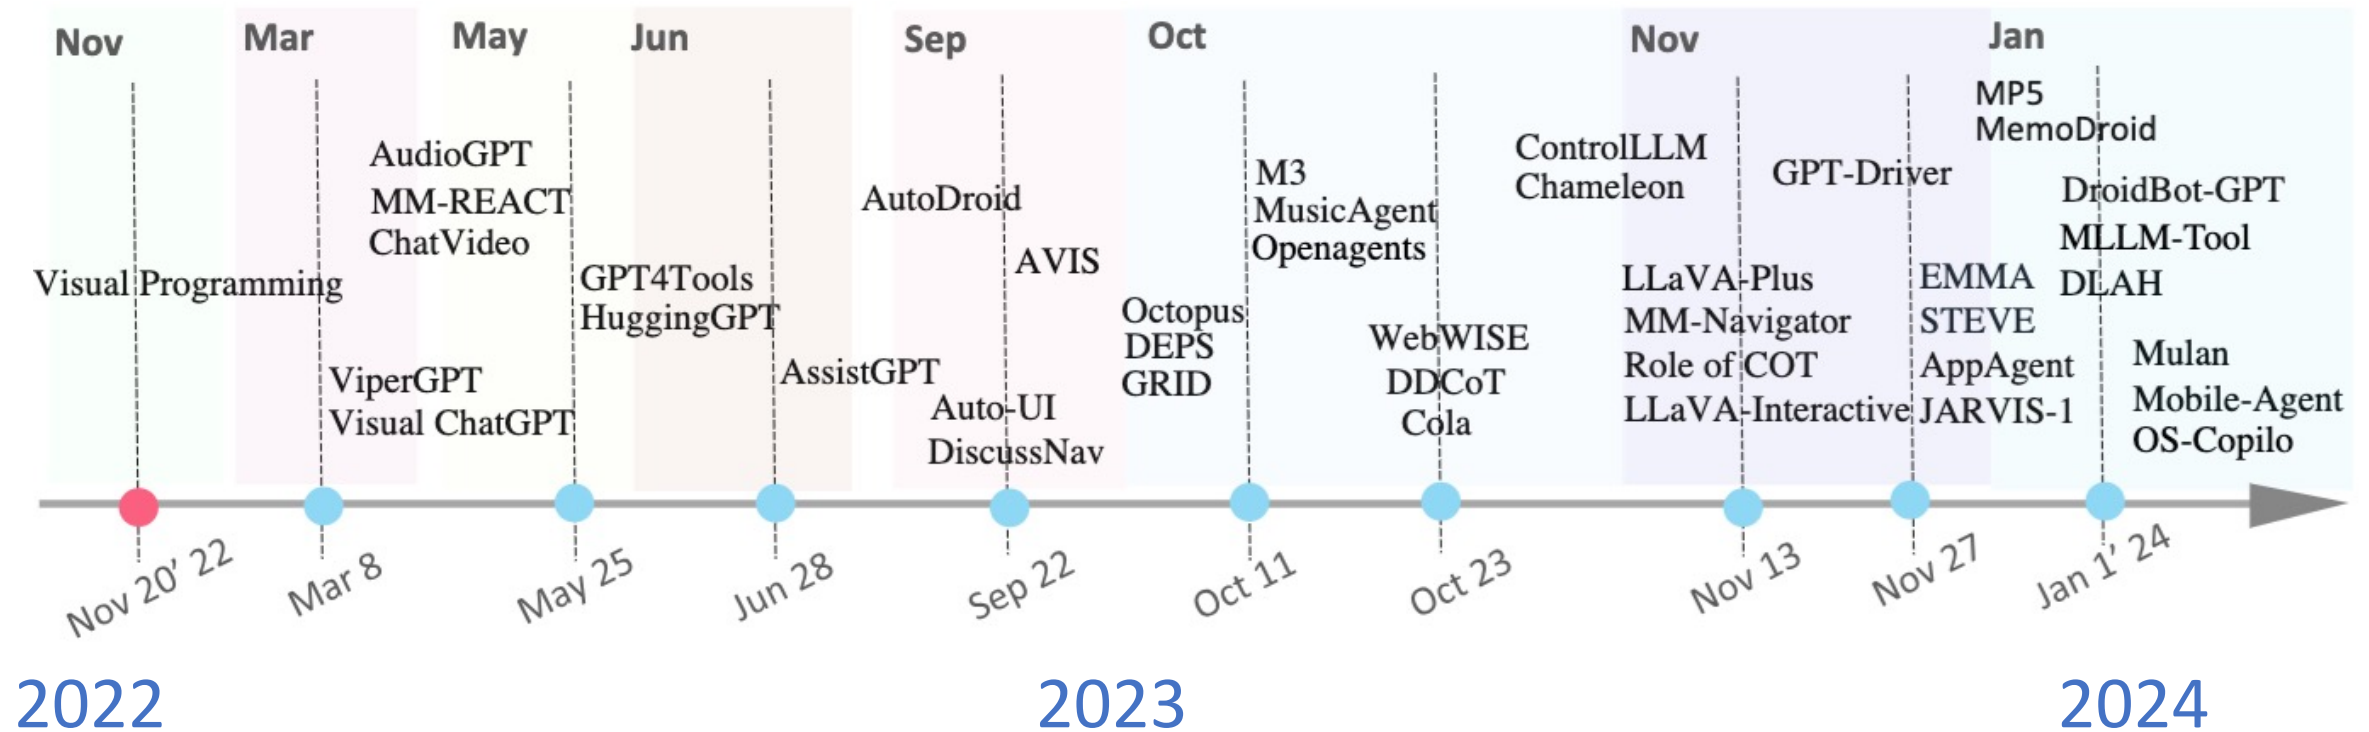 Nov
Mar
May
Jun
Sep
Oct
Nov
Jan
Visual Programming
AudioGPT
MM-REACT
ChatVideo
ViperGPT
Visual ChatGPT
GPT4Tools
HuggingGPT
AssistGPT
AutoDroid
AVIS
Auto-UI
DiscussNav
M3
MusicAgent
Openagents
Octopus
DEPS
GRID
WebWISE
DDCoT
Cola
ControlLLM
Chameleon
LLaVA-Plus
MM-Navigator
Role of COT
LLaVA-Interactive
GPT-Driver
EMMA
STEVE
AppAgent
JARVIS-1
MP5
MemoDroid
DroidBot-GPT
MLLM-Tool
DLAH
Mulan
Mobile-Agent
OS-Copilo
Nov 20’ 22
Mar 8
May 25
Jun 28
Sep 22
Oct 11
Oct 23
Nov 13
Nov 27
Jan 1’ 24
2022
2023
2024